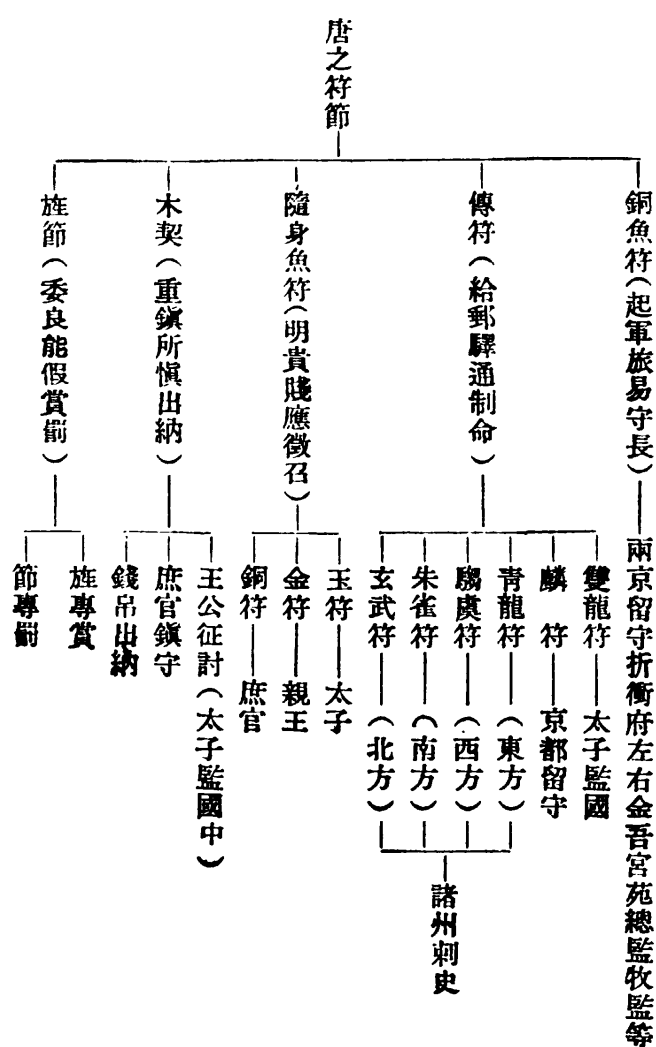 唐之符節
銅魚符（起軍旅易守長）
兩京留守折衝府左右金吾宮苑總監牧監等
傳符（給郵驛通制命）
雙龍符
太子監國
麟符
京都留守
青龍符
（東方）
騶虞符
（西方）
朱雀符
（南方）
玄武符
（北方）
諸州刺史
隨身魚符（明貴賤應徵召）
玉符
太子
金符
親王
銅符
庶官
木契（重鎮所慎出納）
王公征討（太子監國中）
庶官鎮守
錢帛出納
旌節（委良能假賞罰）
旌專賞
節專罰